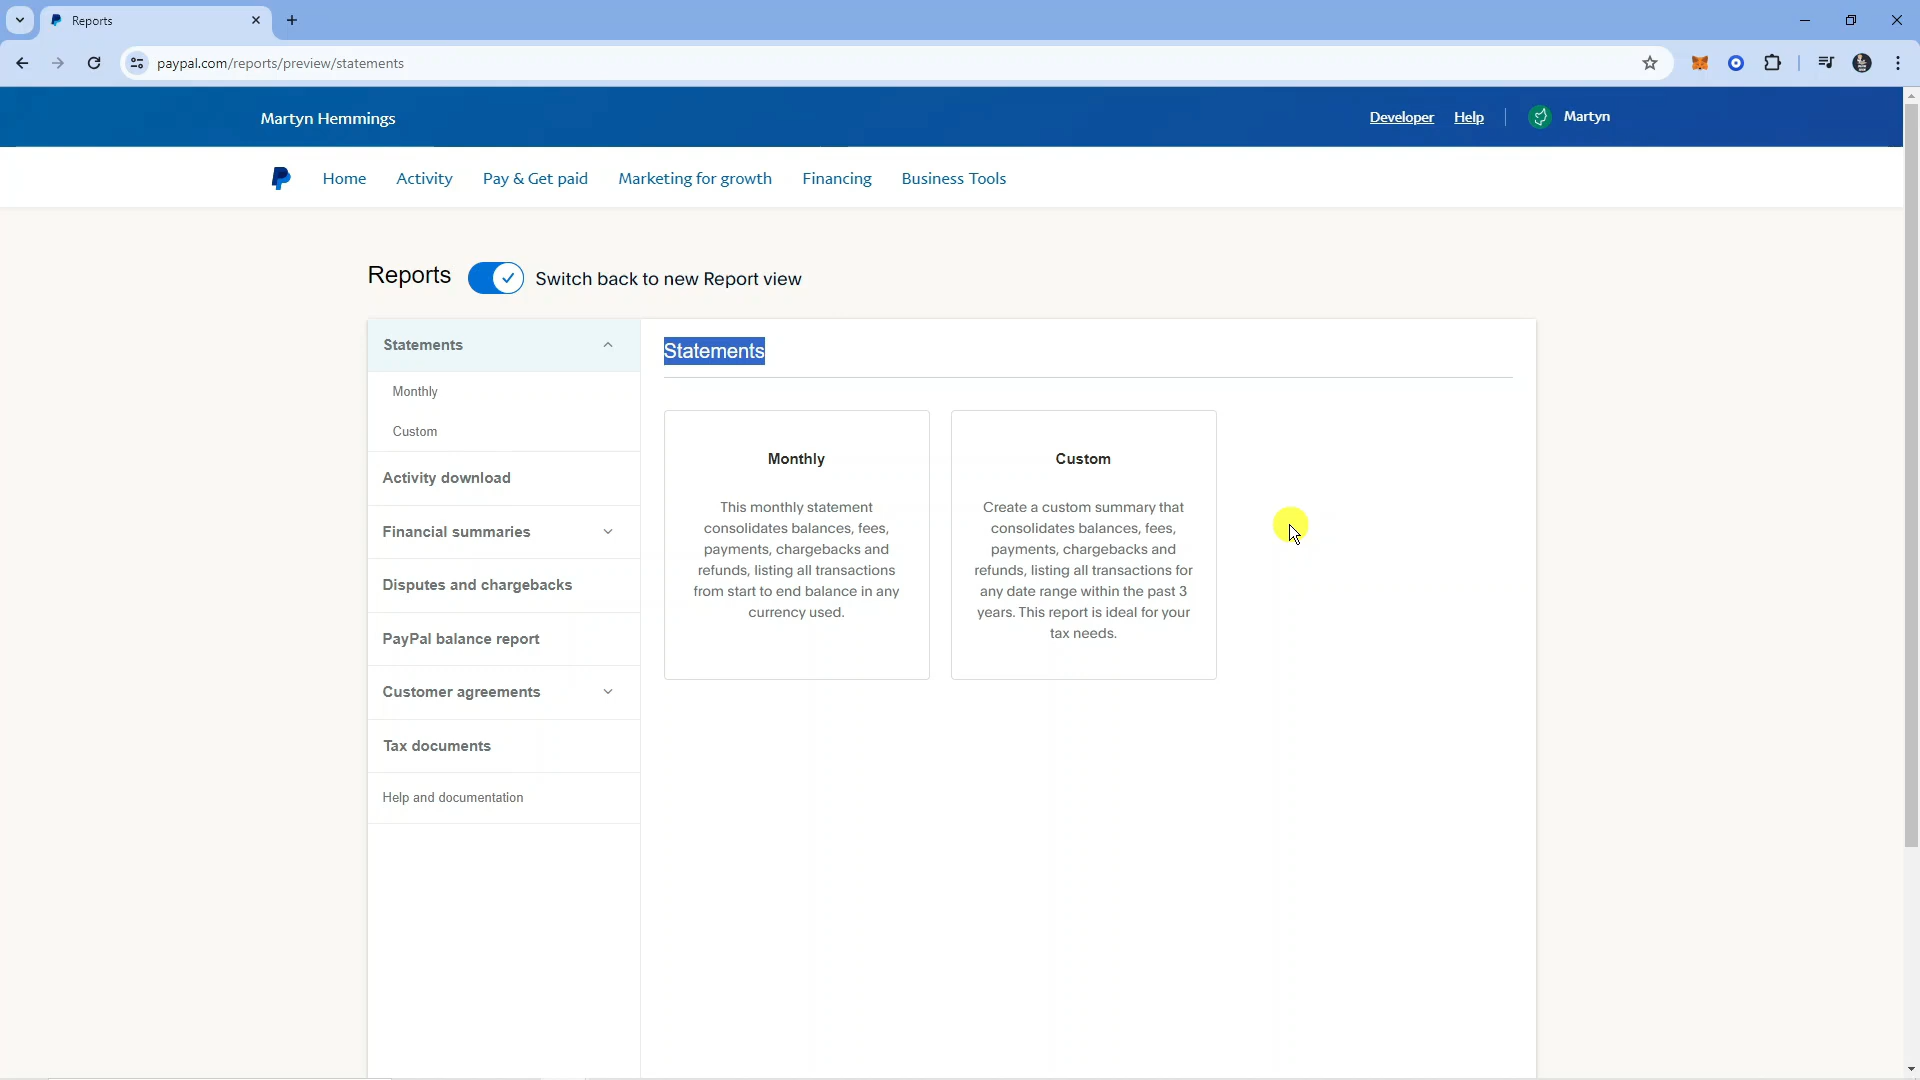 Reports
paypal.com/reports/preview/statements
Martyn Hemmings
Developer
Help
Martyn
Home
Activity
Pay & Get paid
Marketing for growth
Financing
Business Tools
Reports
Switch back to new Report view
Statements
Monthly
Custom
Activity download
Financial summaries
Disputes and chargebacks
PayPal balance report
Customer agreements
Tax documents
Help and documentation
Statements
Monthly
This monthly statement
consolidates balances, fees,
payments, chargebacks and
refunds, listing all transactions
from start to end balance in any
currency used.
Custom
Create a custom summary that
consolidates balances, fees,
payments, chargebacks and
refunds, listing all transactions for
any date range within the past 3
years. This report is ideal for your
tax needs.